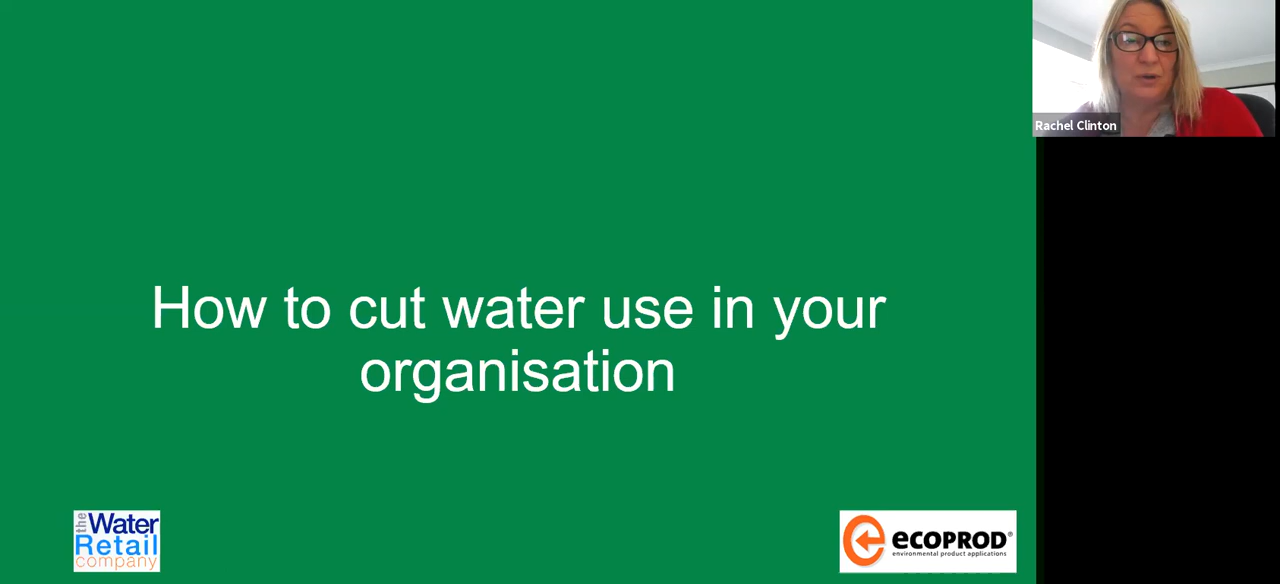 Rachel Clinton
How to cut water use in your
organisation
the Water
Retail
company
ECOPROD®
environmental product applications